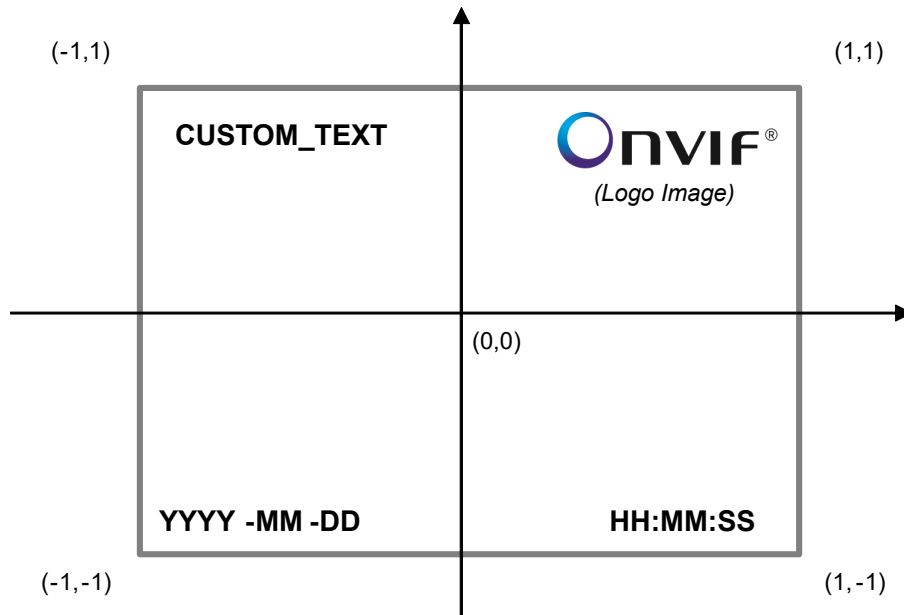 (-1,1)
(1,1)
CUSTOM_TEXT
Onvif®
(Logo Image)
(0,0)
YYYY -MM -DD
HH:MM:SS
(-1,-1)
(1,-1)